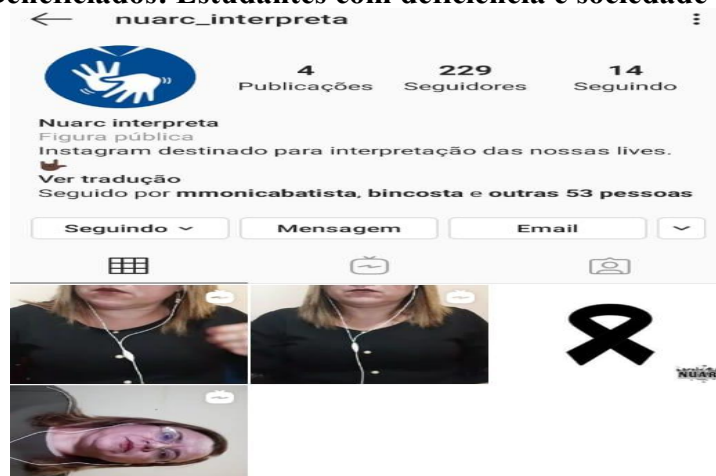 beneficiados: Estudantes com deficiência e sociedade
nuarc_interpreta
4 229 14
Publicações Seguidores Seguindo
Nuarc interpreta
Figura pública
Instagram destinado para interpretação das nossas lives.
Ver tradução
Seguido por mmonicabatista, bincosta e outras 53 pessoas
Seguindo Mensagem Email
NUAR